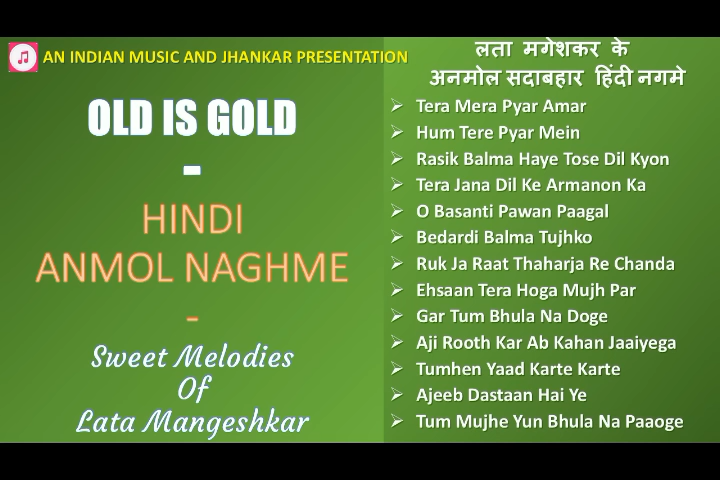 AN INDIAN MUSIC AND JHANKAR PRESENTATION
OLD IS GOLD
-
HINDI
ANMOL NAGHME
-
Sweet Melodies
Of
Lata Mangeshkar
लता मगेशकर के
अनमोल सदाबहार हिंदी नगमे
Tera Mera Pyar Amar
Hum Tere Pyar Mein
Rasik Balma Haye Tose Dil Kyon
Tera Jana Dil Ke Armanon Ka
O Basanti Pawan Paagal
Bedardi Balma Tujhko
Ruk Ja Raat Thaharja Re Chanda
Ehsaan Tera Hoga Mujh Par
Gar Tum Bhula Na Doge
Aji Rooth Kar Ab Kahan Jaaiyega
Tumhen Yaad Karte Karte
Ajeeb Dastaan Hai Ye
Tum Mujhe Yun Bhula Na Paaoge